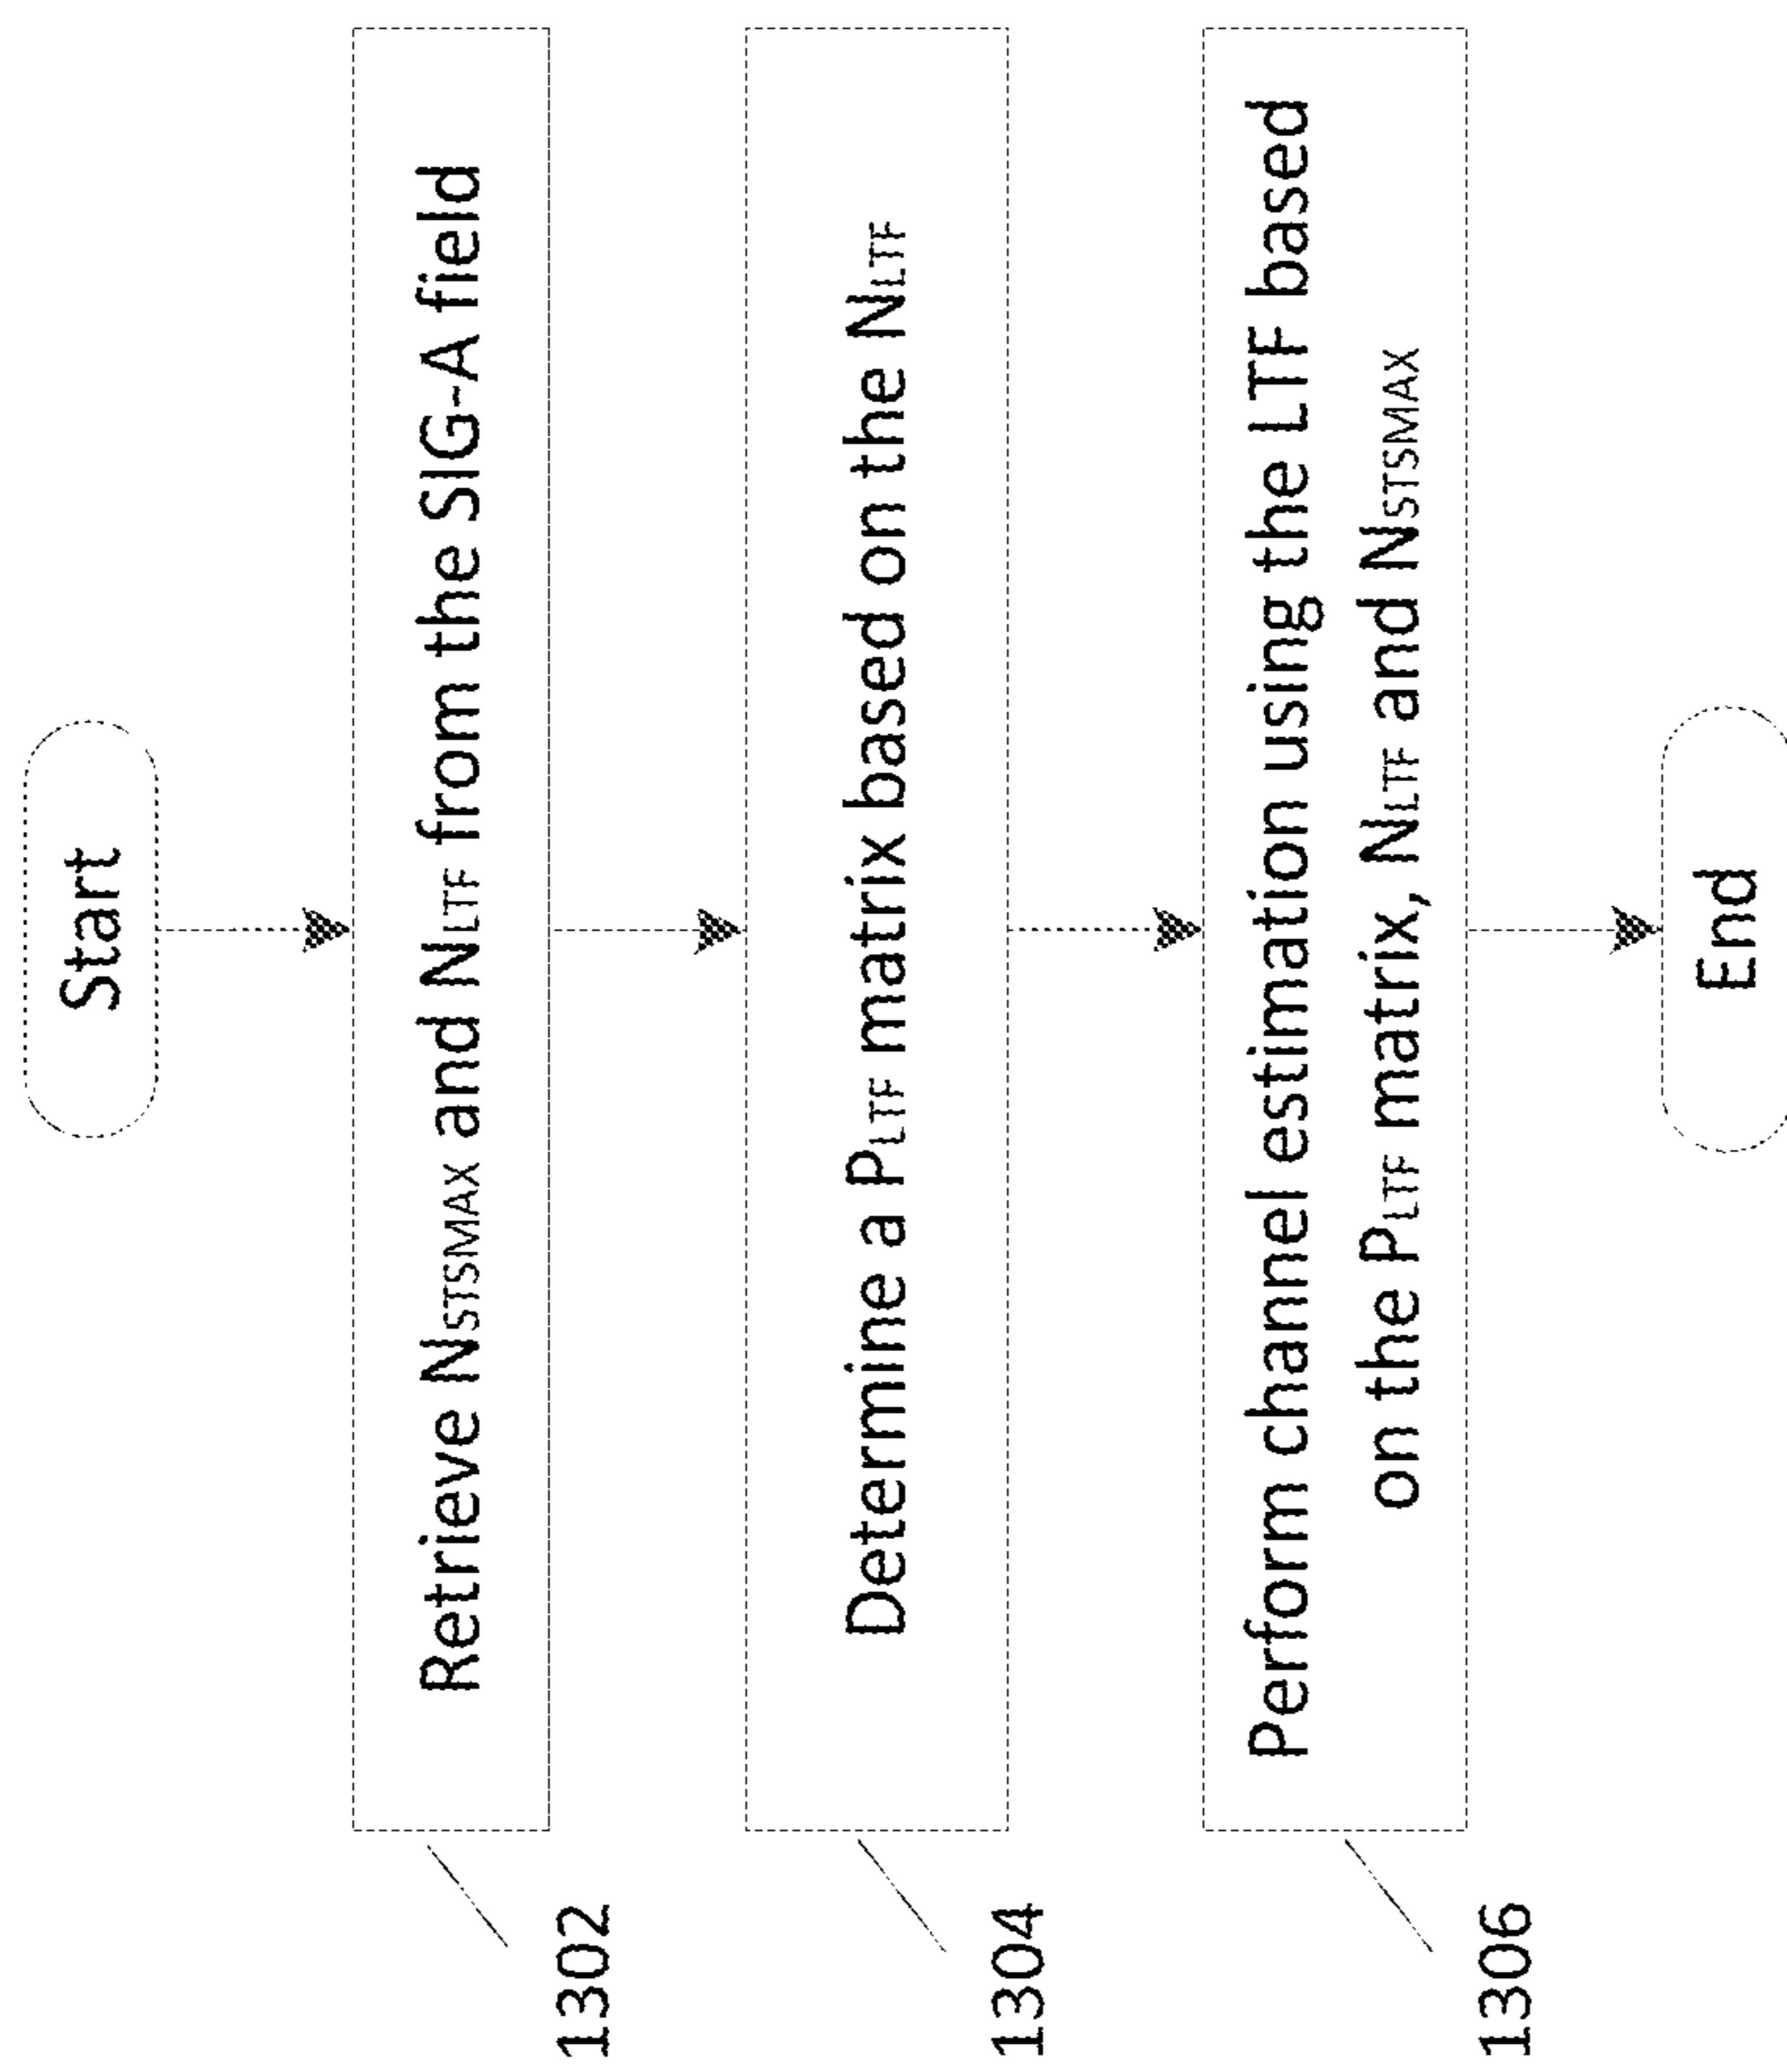 Start
Retrieve NSTSMAX and NLTF from the SIG-A field
1302
Determine a PLTF matrix based on the NLTF
1304
Perform channel estimation using the LTF based
on the PLTF matrix, NLTF and NSTSMAX
1306
End